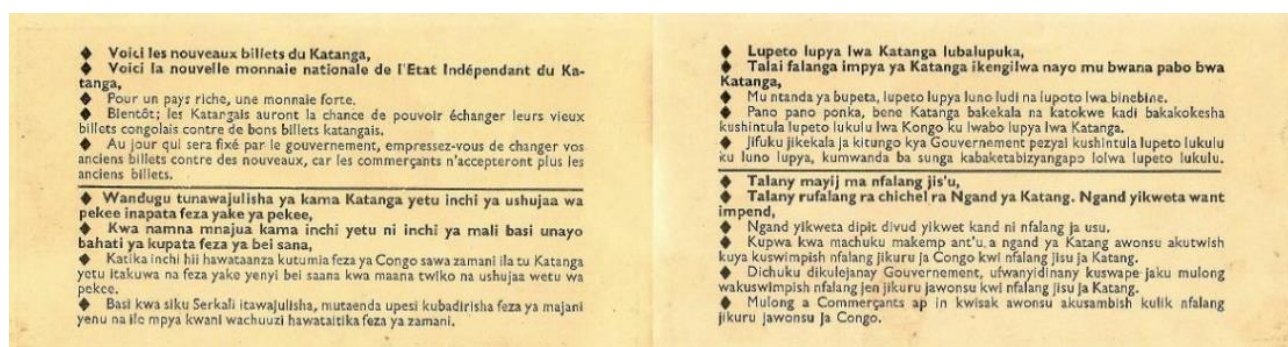 ◆ Voici les nouveaux billets du Katanga,
◆ Voici la nouvelle monnaie nationale de l'Etat Indépendant du Ka-
tanga,
◆ Pour un pays riche, une monnaie forte.
◆ Bientôt; les Katangais auront la chance de pouvoir échanger leurs vieux
billets congolais contre de bons billets katangais.
◆ Au jour qui sera fixé par le gouvernement, empressez-vous de changer vos
anciens billets contre des nouveaux, car les commerçants n'accepteront plus les
anciens billets.
◆ Wandugu tunawajulisha ya kama Katanga yetu inchi ya ushujaa wa
pekee inapata feza yake ya pekee,
◆ Kwa namna mnajua kama inchi yetu ni inchi ya mali basi unayo
bahati ya kupata feza ya bei sana,
◆ Katika inchi hii hawataanza kutumia feza ya Congo sawa zamani ila tu Katanga
yetu itakuwa na feza yake yenyi bei saana kwa maana twiko na ushujaa wetu wa
pekee.
◆ Basi kwa siku Serkali itawajulisha, mutaenda upesi kubadirisha feza ya majani
yenu na ile mpya kwani wachuuzi hawataitika feza ya zamani.
◆ Lupeto lupya lwa Katanga lubalupuka,
◆ Talai falanga impya ya Katanga ikengilwa nayo mu bwana pabo bwa
Katanga,
◆ Mu ntanda ya bupeta, lupeto lupya luno ludi na lupoto lwa binebine.
◆ Pano pano ponka, bene Katanga bakekala na katokwe kadi bakakokesha
kushintula lupeto lukulu lwa Kongo ku lwabo lupya lwa Katanga.
◆ Jifuku jikekala ji kitungo kya Gouvernement pezyai kushintula lupeto lukulu
ku luno lupya, kumwanda ba sunga kabaketabizyangapo lolwa lupeto lukulu.
◆ Talany mayij ma nfalang jis'u,
◆ Talany rufalang ra chichel ra Ngand ya Katang. Ngand yikweta want
impend,
◆ Ngand yikweta dipit divud yikwet kand ni nfalang ja usu.
◆ Kupwa kwa machuku makemp ant'u a ngand ya Katang awonsu akutwish
kuya kuswimpish nfalang jikuru ja Congo kwi nfalang jisu ja Katang.
◆ Dichuku dikulejanay Gouvernement, ufwanyidinany kuswape jaku mulong
wakuswimpish nfalang jen jikuru jawonsu kwi nfalang jisu ja Katang.
◆ Mulong a Commerçants ap in kwisak awonsu akusambish kulik nfalang
jikuru jawonsu ja Congo.